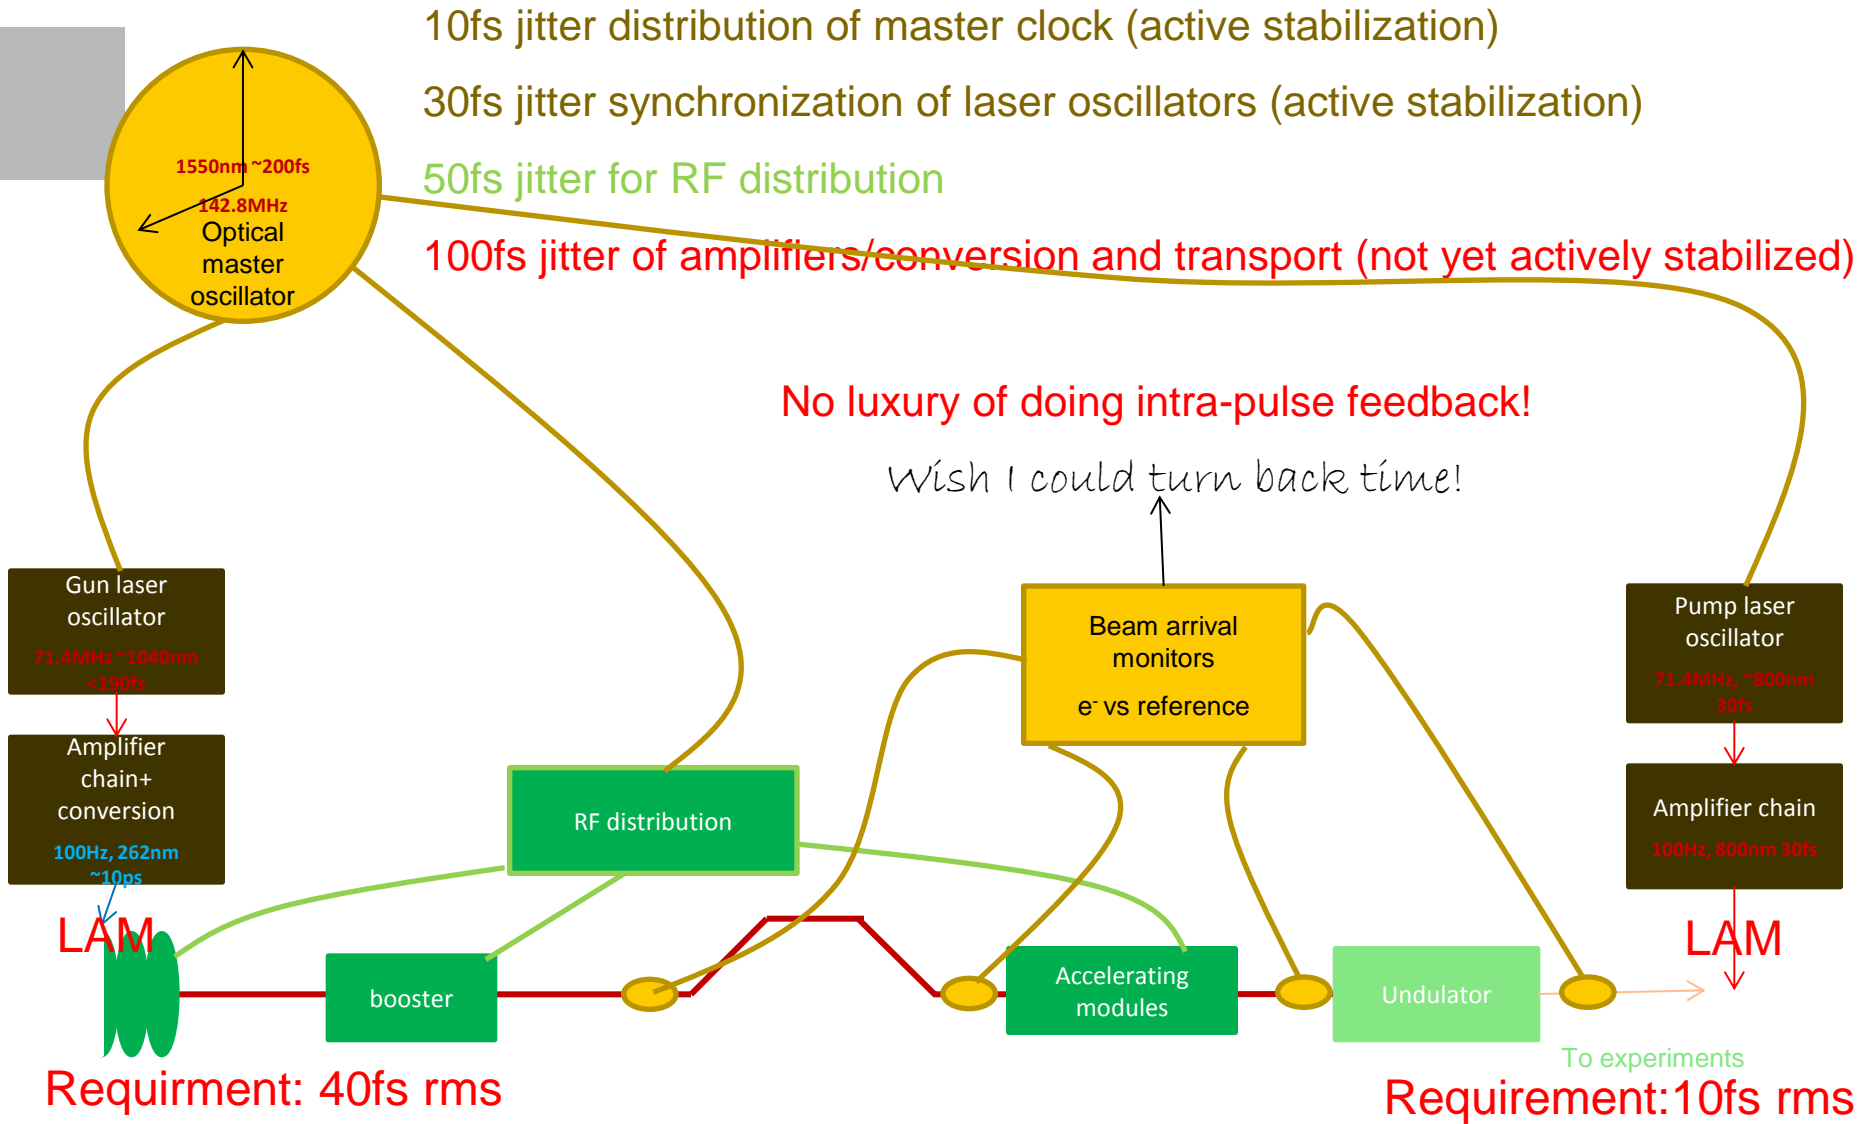 10fs jitter distribution of master clock (active stabilization)
30fs jitter synchronization of laser oscillators (active stabilization)
50fs jitter for RF distribution
100fs jitter of amplifiers/conversion and transport (not yet actively stabilized)
1550nm ~200fs
142.8MHz
Optical
master
oscillator
No luxury of doing intra-pulse feedback!
Wish I could turn back time!
Gun laser
oscillator
71.4MHz ~1040nm
<190fs
Amplifier
chain+
conversion
100Hz, 262nm
~10ps
LAM
RF distribution
Beam arrival
monitors
e- vs reference
Pump laser
oscillator
71.4MHz, ~800nm
30fs
Amplifier chain
100Hz, 800nm 30fs
LAM
booster
Accelerating
modules
Undulator
To experiments
Requirment: 40fs rms
Requirement:10fs rms